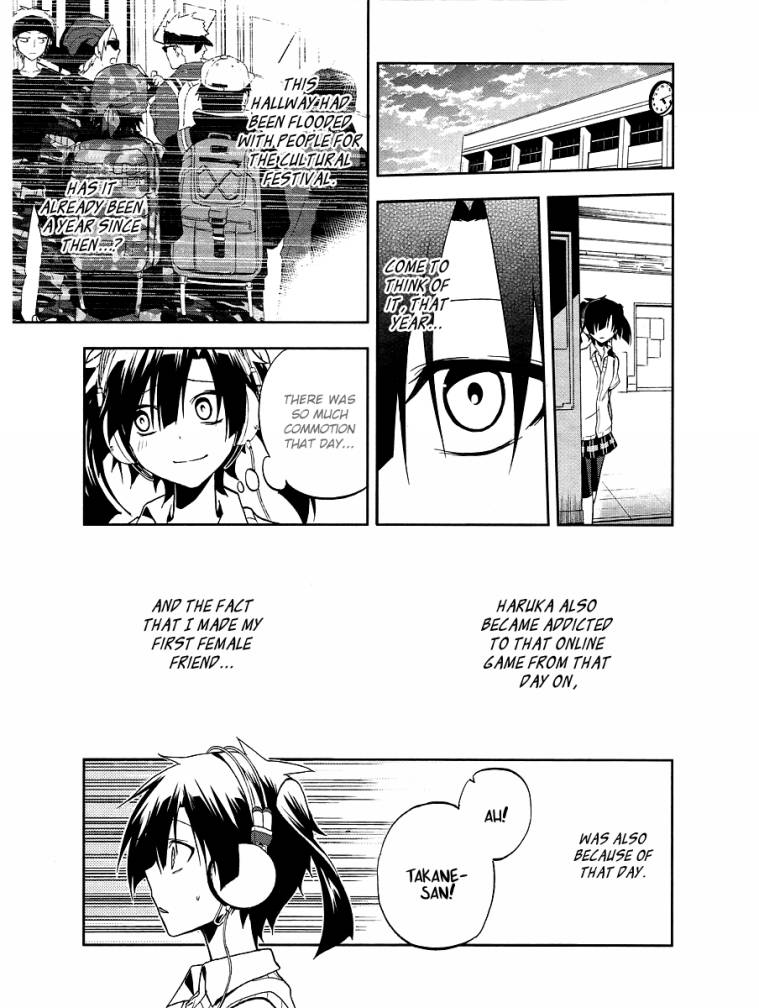 COME TO
THINK OF
IT, THAT
YEAR...
THIS
HALLWAY HAD
BEEN FLOODED
WITH PEOPLE FOR
THE CULTURAL
FESTIVAL.
HAS IT
ALREADY BEEN
A YEAR SINCE
THEN...?
THERE WAS
SO MUCH
COMMOTION
THAT DAY...
HARUKA ALSO
BECAME ADDICTED
TO THAT ONLINE
GAME FROM THAT
DAY ON,
AND THE FACT
THAT I MADE MY
FIRST FEMALE
FRIEND...
WAS ALSO
BECAUSE OF
THAT DAY.
AH!
TAKANE-
SAN!